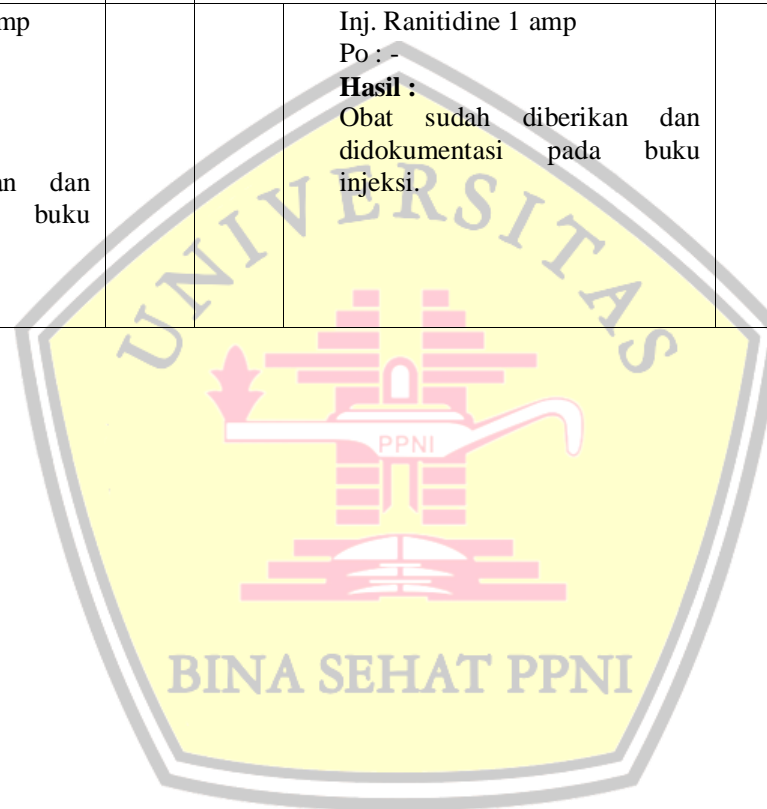 mp
an dan
buku
Inj. Ranitidine 1 amp
Po : -
Hasil :
Obat sudah diberikan dan
didokumentasi pada buku
injeksi.
UNIVERSITAS
PPNI
BINA SEHAT PPNI